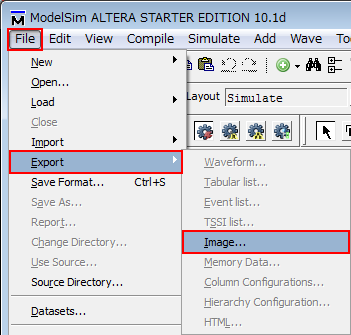 ModelSim ALTERA STARTER EDITION 10.1d
File Edit View Compile Simulate Add Wave
Layout Simulate
New
Open...
Load
Close
Import
Export
Save Format... Ctrl+S
Save As...
Report...
Change Directory...
Use Source...
Source Directory...
Datasets...
Waveform...
Tabular list...
Event list...
TSSI list...
Image...
Memory Data...
Column Configurations...
Hierarchy Configuration...
HTML...